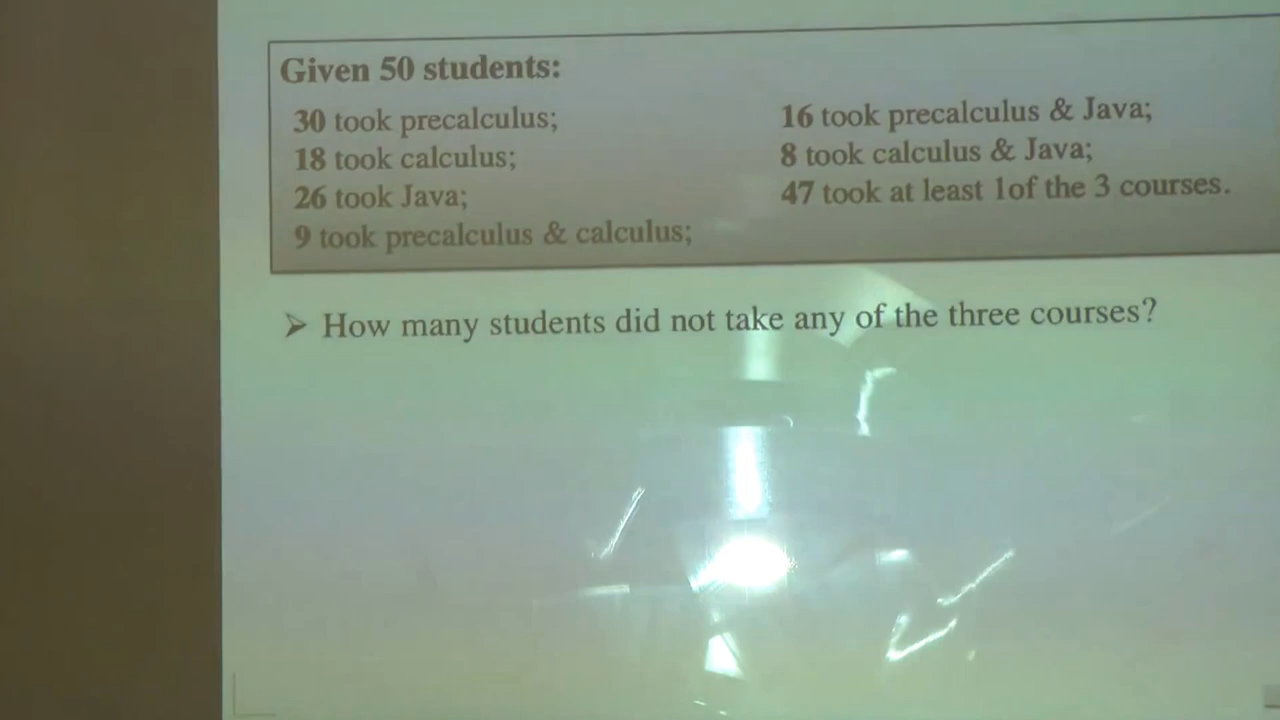 Given 50 students:
30 took precalculus;
18 took calculus;
26 took Java;
9 took precalculus & calculus;
16 took precalculus & Java;
8 took calculus & Java;
47 took at least 1of the 3 courses.
➢ How many students did not take any of the three courses?